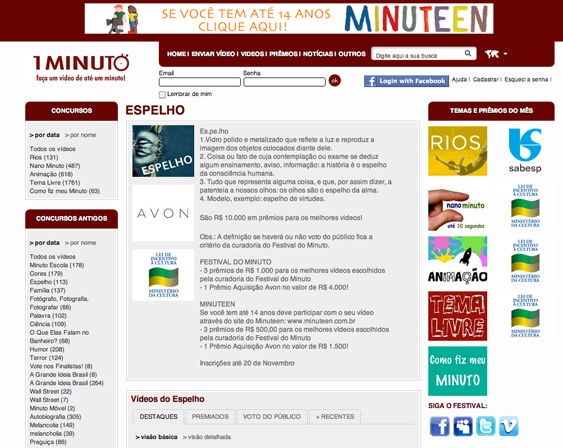 SE VOCÊ TEM ATÉ 14 ANOS
CLIQUE AQUI!
MINUTEEN
1 MINUTO
faça um vídeo de até um minuto!
HOME I ENVIAR VÍDEO I VIDEOS I PRÊMIOS I NOTÍCIAS I OUTROS
Digite aqui a sua busca
Email
Senha
ok
Login with Facebook
Ajuda I Cadastrar I Esqueci a senha I
Lembrar de mim
CONCURSOS
> por data > por nome
Todos os vídeos
Rios (131)
Nano Minuto (487)
Animação (618)
Tema Livre (1761)
Como fiz meu Minuto (63)
CONCURSOS ANTIGOS
> por data > por nome
Todos os vídeos
Minuto Escola (178)
Cores (179)
Espelho (113)
Família (137)
Fotógrafo, Fotografia,
Fotografar (66)
Palavra (102)
Ciência (109)
O Que Elas Falam no
Banheiro? (68)
Humor (238)
Terror (124)
Vote nos Finalistas! (8)
A Grande Ideia Brasil (8)
A Grande Ideia Brasil (264)
Wall Street (22)
Wall Street (7)
Minuto Móvel (2)
Autobiografia (305)
Melancolia (149)
melancholia (39)
Preguiça (86)
ESPELHO
ESPELHO
AVON
LEI DE
INCENTIVO
À CULTURA
MINISTÉRIO
DA CULTURA
Es.pe.lho
1.Vidro polido e metalizado que reflete a luz e reproduz a
imagem dos objetos colocados diante dele.
2. Coisa ou fato de cuja contemplação ou exame se deduz
algum ensinamento, aviso, informação: a história é o espelho
da consciência humana.
3. Tudo que representa alguma coisa, e que, por assim dizer, a
patenteia a nossos olhos: os olhos são o espelho da alma.
4. Modelo, exemplo: espelho de virtudes.
São R$ 10.000 em prêmios para os melhores videos!
Obs.: A definição se haverá ou não voto do público fica a
critério da curadoria do Festival do Minuto.
FESTIVAL DO MINUTO
- 3 prêmios de R$ 1.000 para os melhores vídeos escolhidos
pela curadoria do Festival do Minuto
- 1 Prêmio Aquisição Avon no valor de R$ 4.000!
MINUTEEN
Se você tem até 14 anos deve participar com o seu vídeo
através do site do Minuteen: www.minuteen.com.br
- 3 prêmios de R$ 500,00 para os melhores vídeos escolhidos
pela curadoria do Festival do Minuto
- 1 Prêmio Aquisição Avon no valor de R$ 1.500!
Inscrições até 20 de Novembro
Vídeos do Espelho
DESTAQUES PREMIADOS VOTO DO PÚBLICO + RECENTES
> visão básica > visão detalhada
TEMAS E PRÊMIOS DO MÊS
RIOS
sabesp
nanominuto
até 10 segundos
LEI DE
INCENTIVO
À CULTURA
MINISTÉRIO
DA CULTURA
ANIMAÇÃO
LEI DE
INCENTIVO
À CULTURA
MINISTÉRIO
DA CULTURA
TEMA
LIVRE
LEI DE
INCENTIVO
À CULTURA
MINISTÉRIO
DA CULTURA
Como fiz meu
MINUTO
SIGA O FESTIVAL: